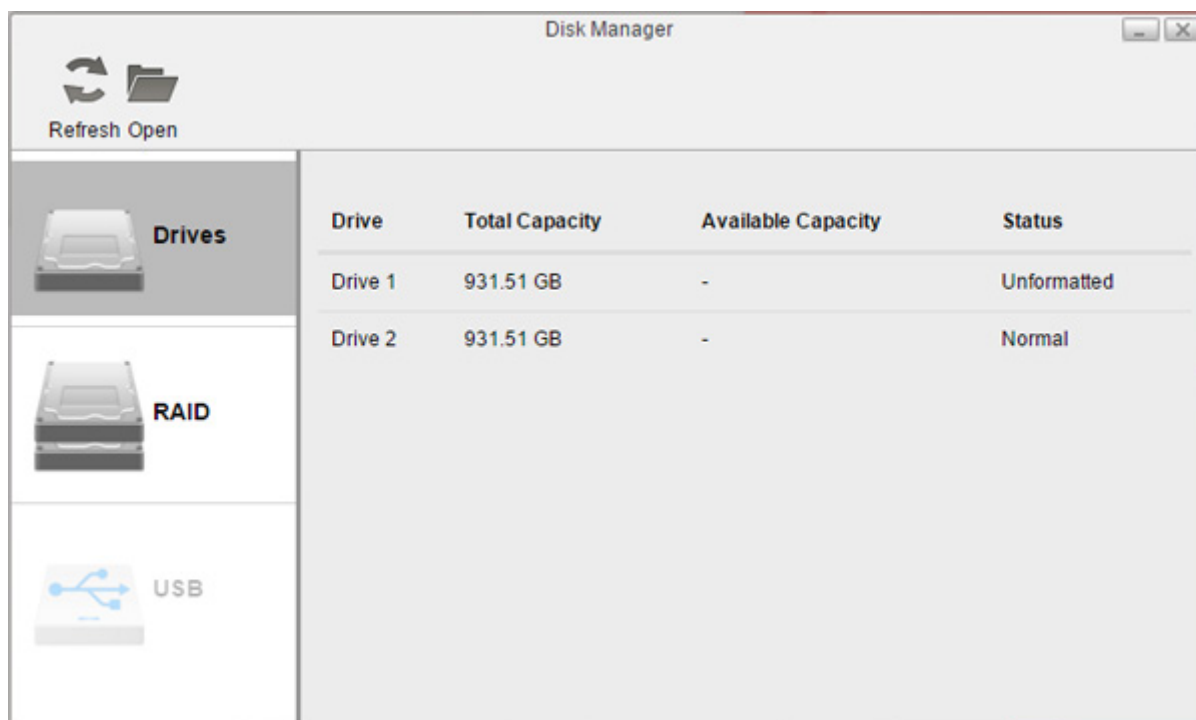 Disk Manager
Refresh Open
Drives
Drive Total Capacity Available Capacity Status
Drive 1 931.51 GB - Unformatted
Drive 2 931.51 GB - Normal
RAID
USB